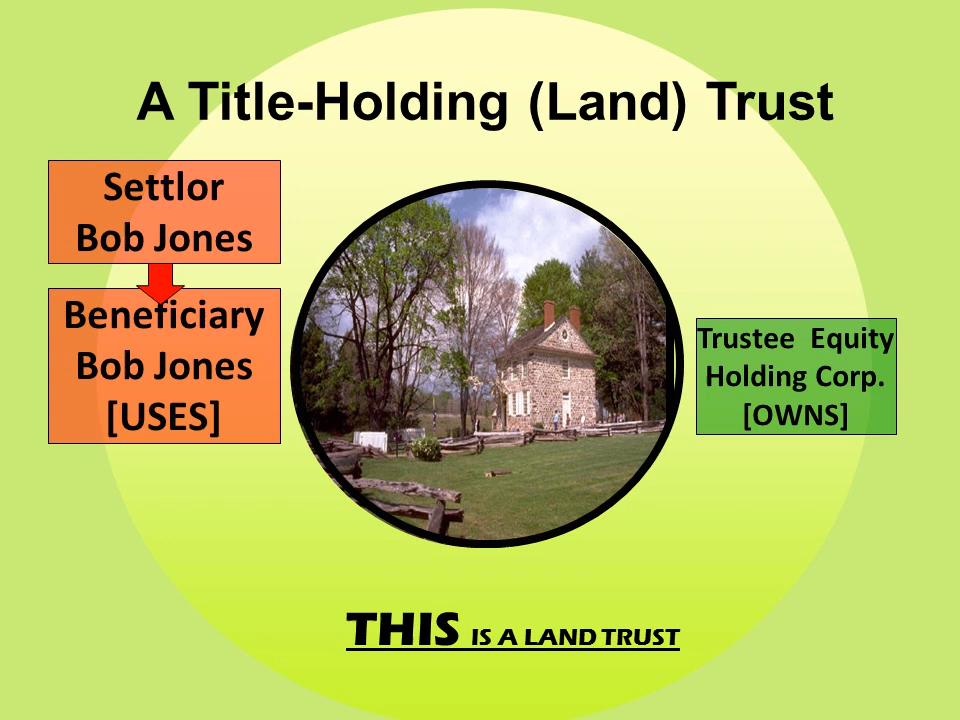 A Title-Holding (Land) Trust
Settlor
Bob Jones
Beneficiary
Bob Jones
[USES]
Trustee Equity
Holding Corp.
[OWNS]
THIS IS A LAND TRUST